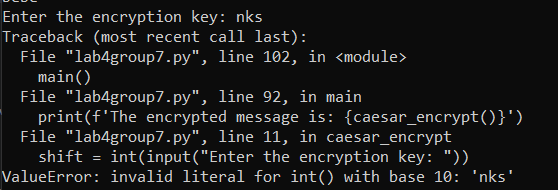 Enter the encryption key: nks
Traceback (most recent call last):
  File "lab4group7.py", line 102, in <module>
    main()
  File "lab4group7.py", line 92, in main
    print(f'The encrypted message is: {caesar_encrypt()}')
  File "lab4group7.py", line 11, in caesar_encrypt
    shift = int(input("Enter the encryption key: "))
ValueError: invalid literal for int() with base 10: 'nks'